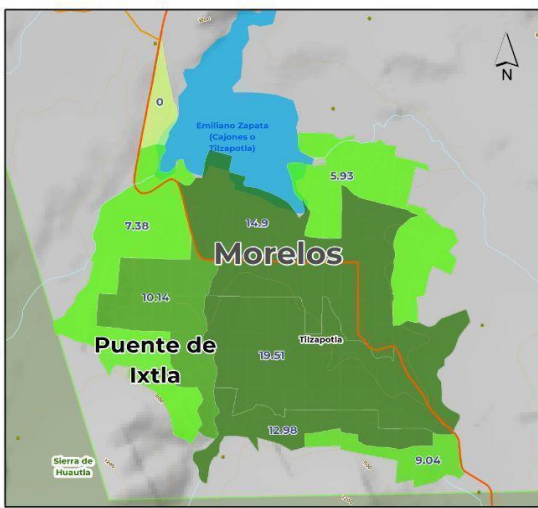 N
0
Emiliano Zapata
(Cajones o
Tilzapotla)
5.93
7.38
14.9
Morelos
10.14
Puente de
Ixtla
Tilzapotla
19.51
12.98
9.04
Sierra de
Huautla